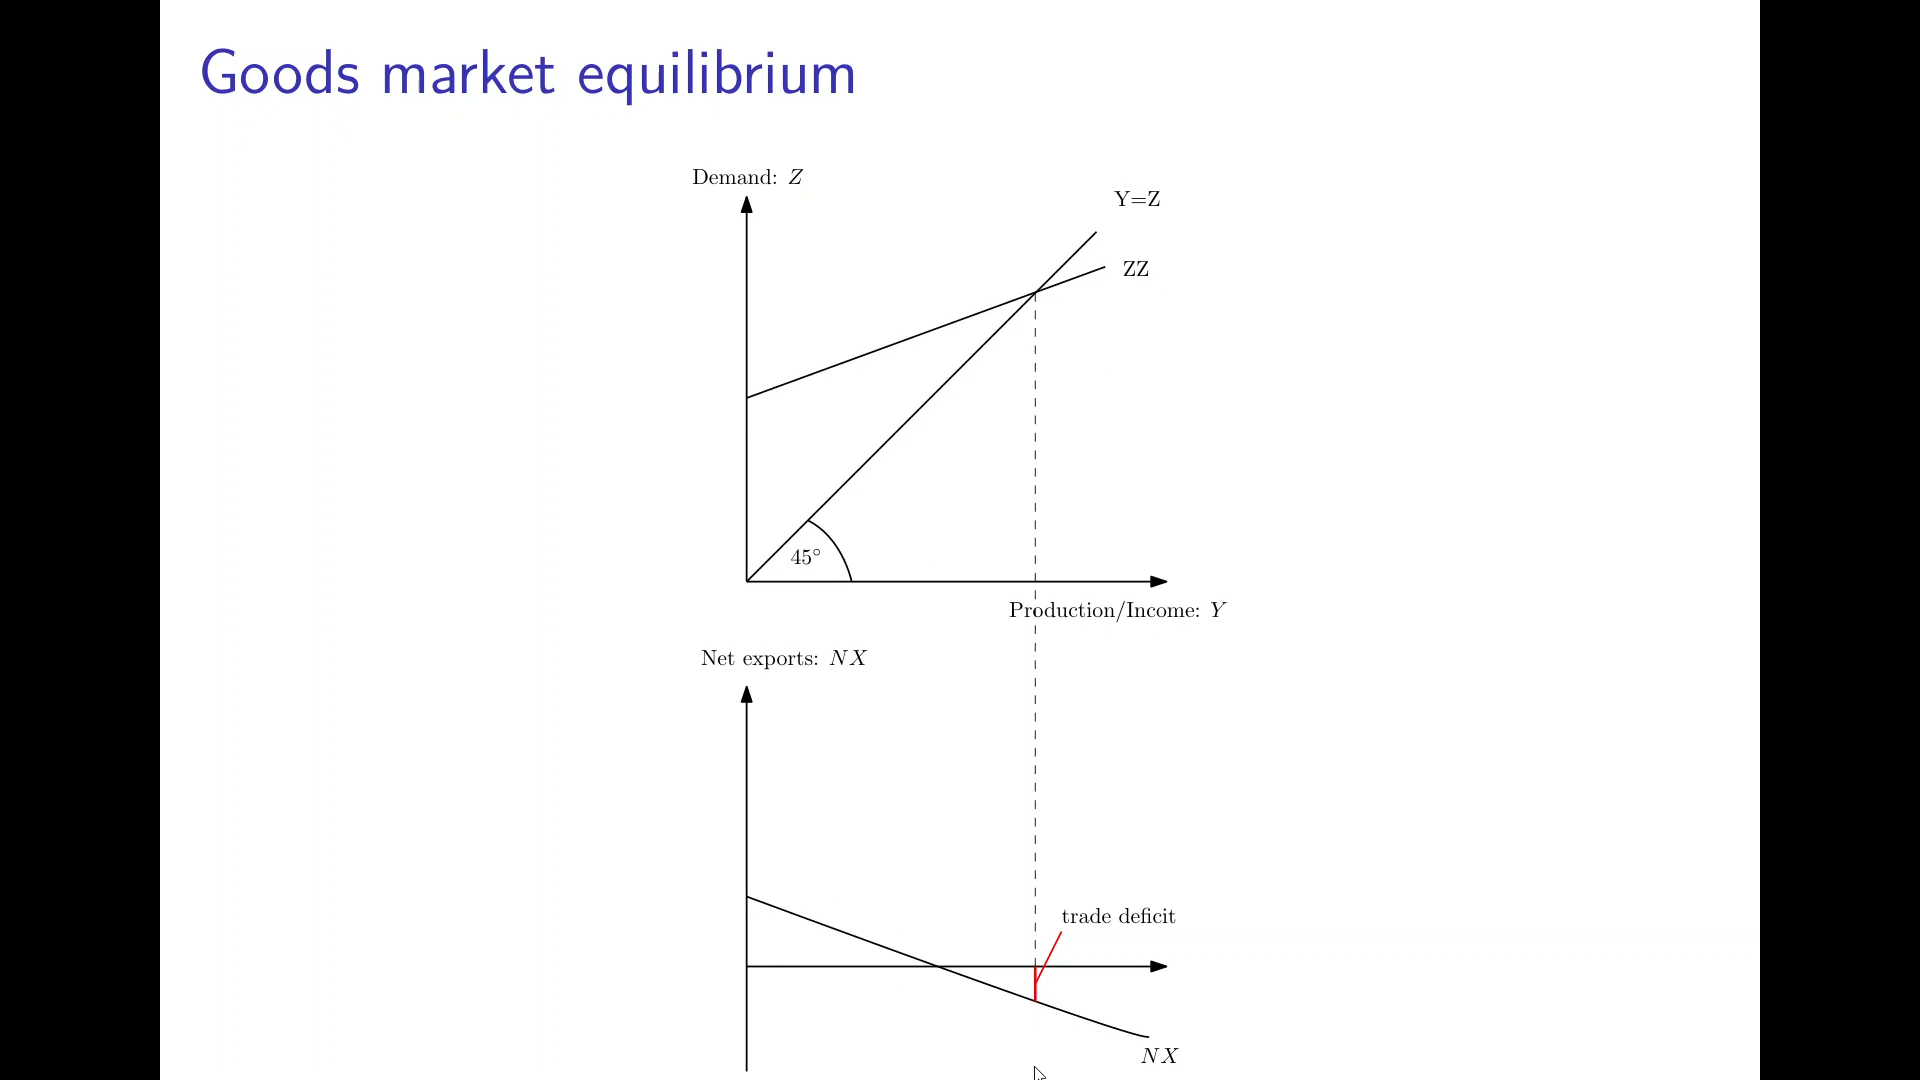 Goods market equilibrium
Demand: Z
Y=Z
ZZ
45°
Production/Income: Y
Net exports: NX
trade deficit
NX